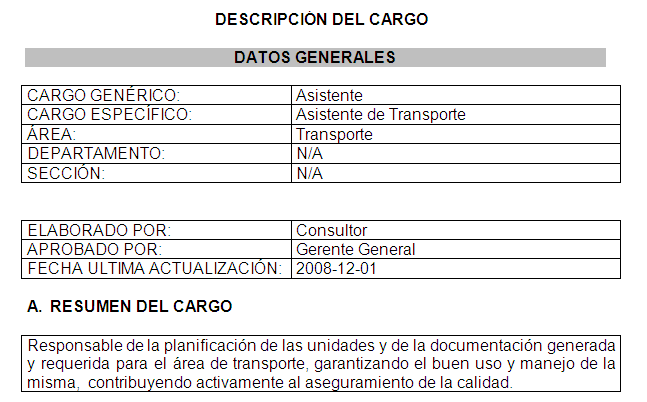 DESCRIPCIÓN DEL CARGO
DATOS GENERALES
CARGO GENÉRICO: Asistente
CARGO ESPECÍFICO: Asistente de Transporte
ÁREA: Transporte
DEPARTAMENTO: N/A
SECCIÓN: N/A
ELABORADO POR: Consultor
APROBADO POR: Gerente General
FECHA ULTIMA ACTUALIZACIÓN: 2008-12-01
A. RESUMEN DEL CARGO
Responsable de la planificación de las unidades y de la documentación generada
y requerida para el área de transporte, garantizando el buen uso y manejo de la
misma, contribuyendo activamente al aseguramiento de la calidad.